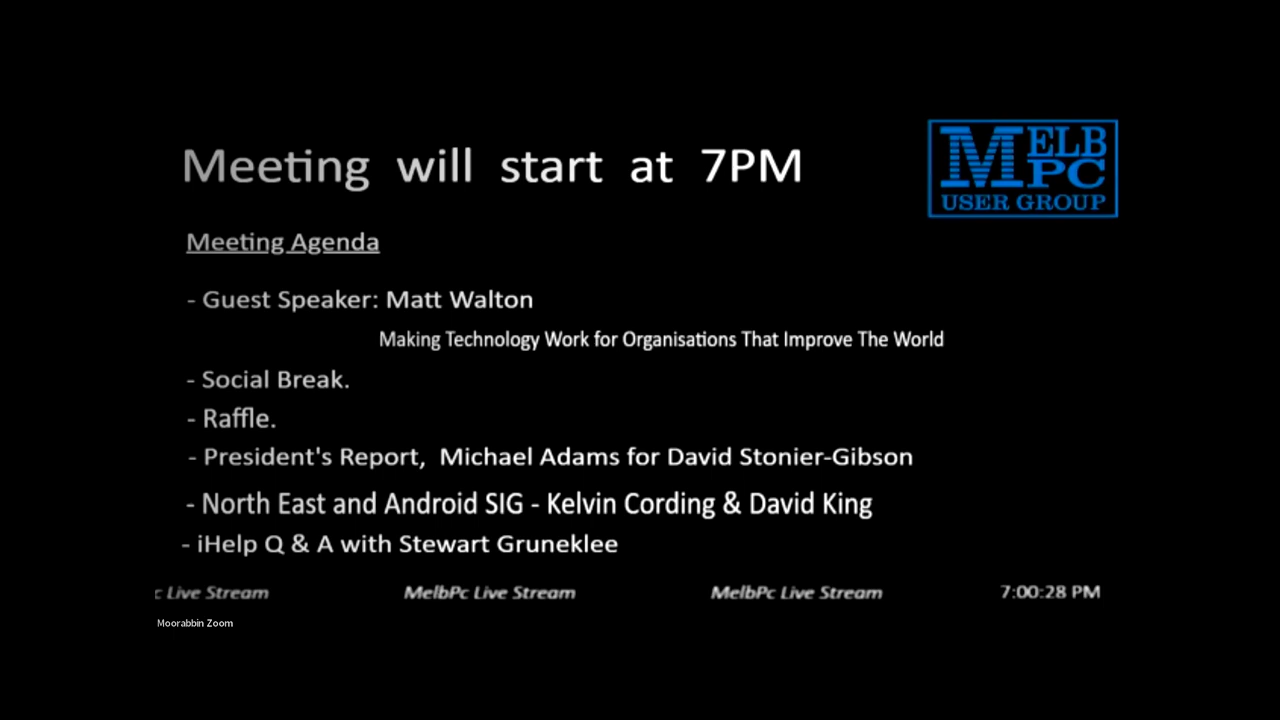 Meeting will start at 7PM
MELB
PC
USER GROUP
Meeting Agenda
- Guest Speaker: Matt Walton
Making Technology Work for Organisations That Improve The World
- Social Break.
- Raffle.
- President's Report, Michael Adams for David Stonier-Gibson
- North East and Android SIG - Kelvin Cording & David King
- iHelp Q & A with Stewart Gruneklee
c Live Stream MelbPc Live Stream MelbPc Live Stream 7:00:28 PM
Moorabbin Zoom